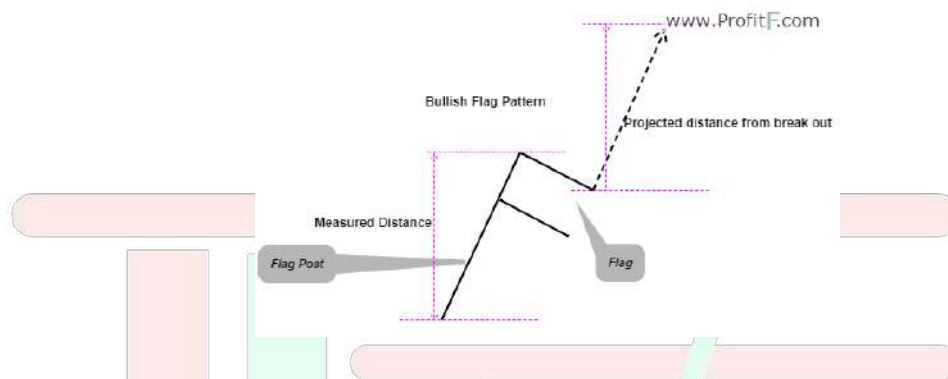 www.ProfitF.com
Bullish Flag Pattern
Projected distance from break out
Measured Distance
Flag Post
Flag